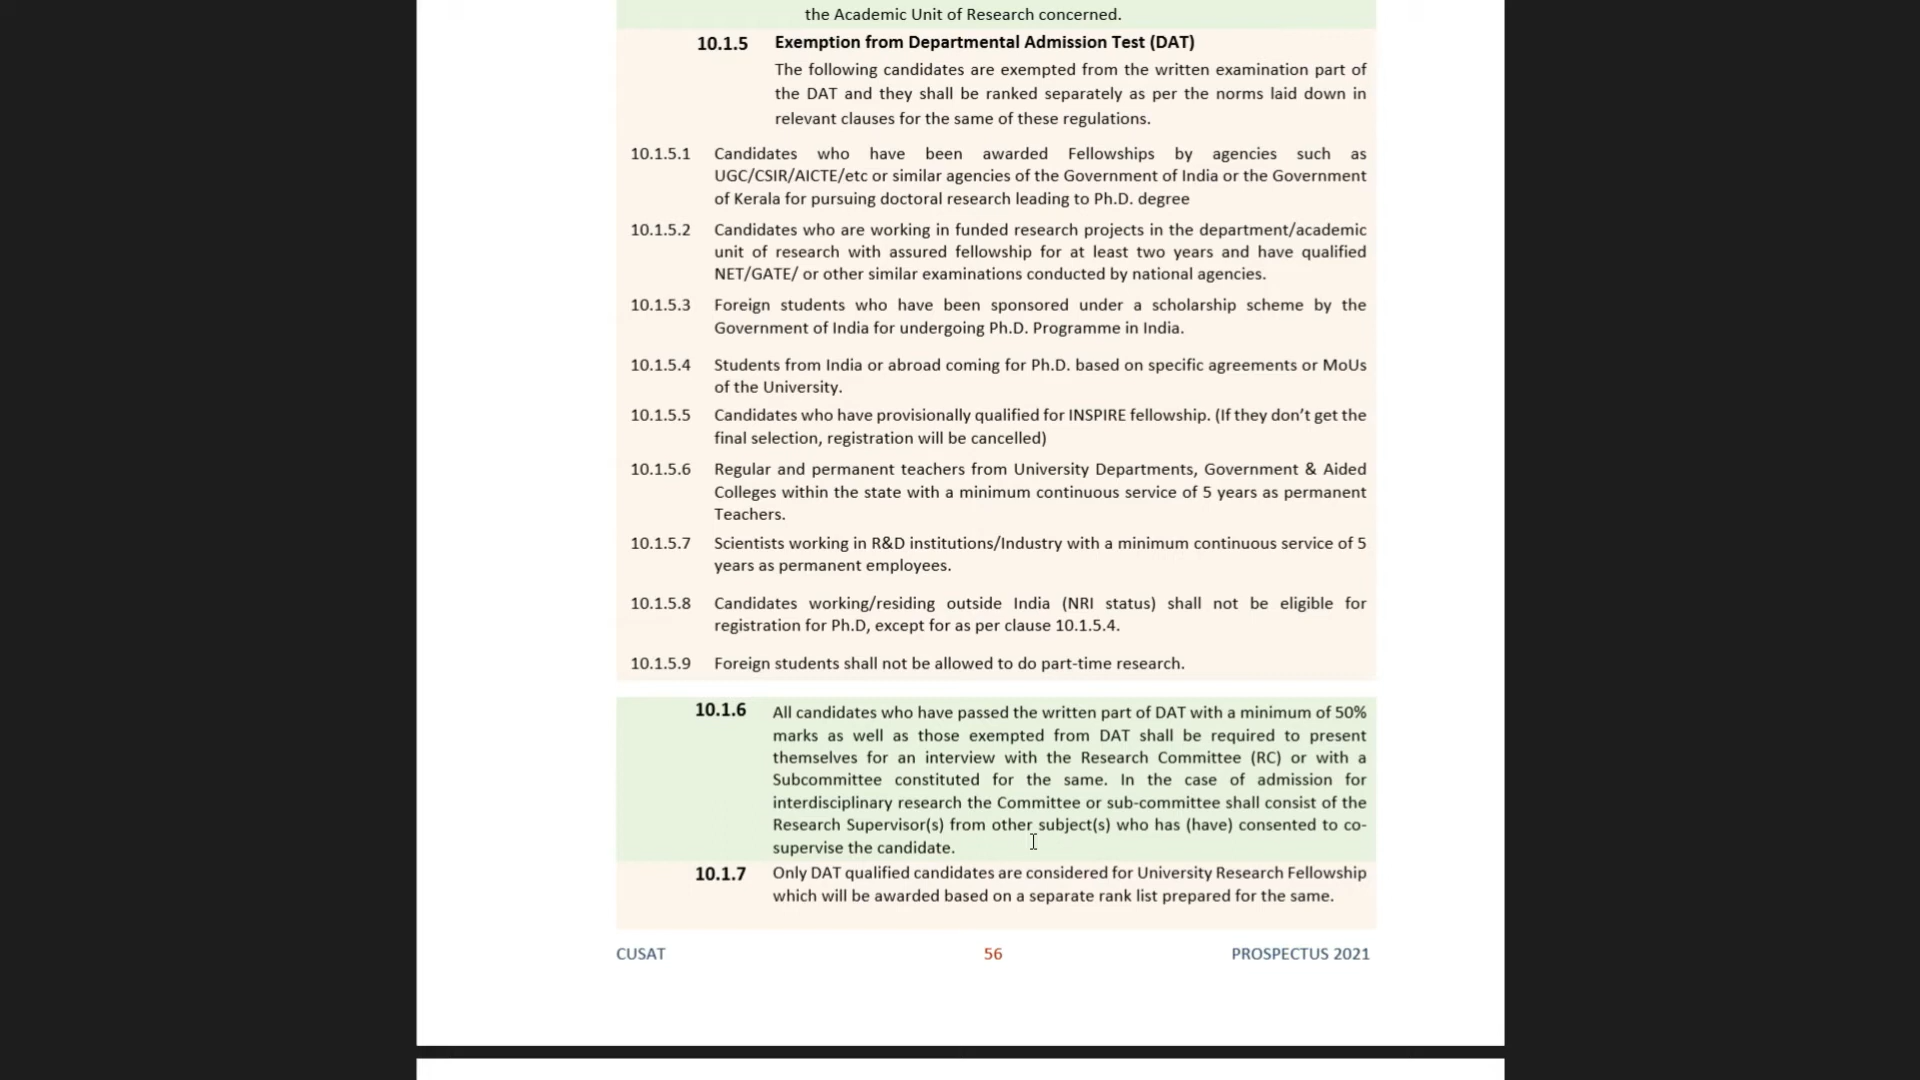 the Academic Unit of Research concerned.
10.1.5 Exemption from Departmental Admission Test (DAT)
The following candidates are exempted from the written examination part of
the DAT and they shall be ranked separately as per the norms laid down in
relevant clauses for the same of these regulations.
10.1.5.1 Candidates who have been awarded Fellowships by agencies such as
UGC/CSIR/AICTE/etc or similar agencies of the Government of India or the Government
of Kerala for pursuing doctoral research leading to Ph.D. degree
10.1.5.2 Candidates who are working in funded research projects in the department/academic
unit of research with assured fellowship for at least two years and have qualified
NET/GATE/ or other similar examinations conducted by national agencies.
10.1.5.3 Foreign students who have been sponsored under a scholarship scheme by the
Government of India for undergoing Ph.D. Programme in India.
10.1.5.4 Students from India or abroad coming for Ph.D. based on specific agreements or MoUs
of the University.
10.1.5.5 Candidates who have provisionally qualified for INSPIRE fellowship. (If they don’t get the
final selection, registration will be cancelled)
10.1.5.6 Regular and permanent teachers from University Departments, Government & Aided
Colleges within the state with a minimum continuous service of 5 years as permanent
Teachers.
10.1.5.7 Scientists working in R&D institutions/Industry with a minimum continuous service of 5
years as permanent employees.
10.1.5.8 Candidates working/residing outside India (NRI status) shall not be eligible for
registration for Ph.D, except for as per clause 10.1.5.4.
10.1.5.9 Foreign students shall not be allowed to do part-time research.
10.1.6 All candidates who have passed the written part of DAT with a minimum of 50%
marks as well as those exempted from DAT shall be required to present
themselves for an interview with the Research Committee (RC) or with a
Subcommittee constituted for the same. In the case of admission for
interdisciplinary research the Committee or sub-committee shall consist of the
Research Supervisor(s) from other subject(s) who has (have) consented to co-
supervise the candidate.
10.1.7 Only DAT qualified candidates are considered for University Research Fellowship
which will be awarded based on a separate rank list prepared for the same.
CUSAT 56 PROSPECTUS 2021